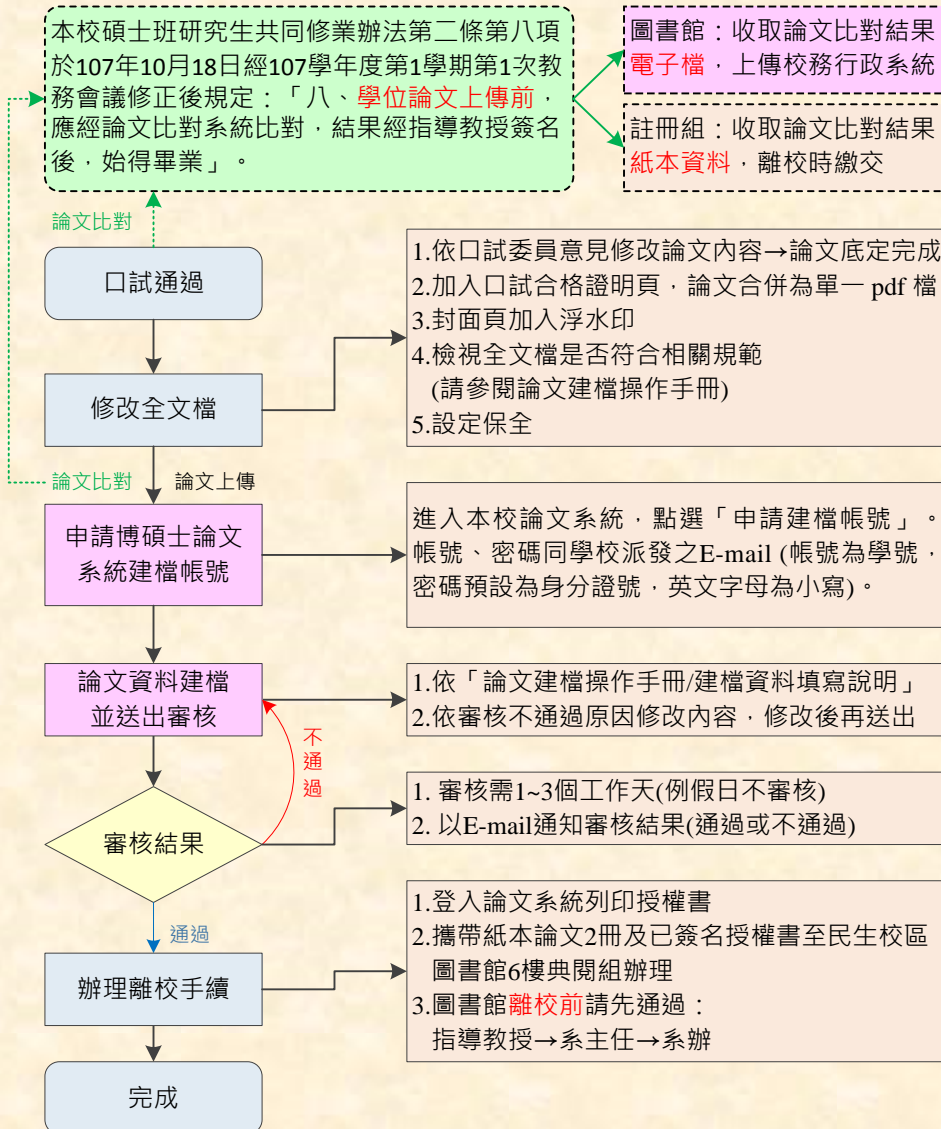 本校碩士班研究生共同修業辦法第二條第八項
於107年10月18日經107學年度第1學期第1次教
務會議修正後規定：「八、學位論文上傳前，
應經論文比對系統比對，結果經指導教授簽名
後，始得畢業」。
圖書館：收取論文比對結果
電子檔，上傳校務行政系統
註冊組：收取論文比對結果
紙本資料，離校時繳交
論文比對
口試通過
1.依口試委員意見修改論文內容→論文底定完成
2.加入口試合格證明頁，論文合併為單一 pdf 檔
3.封面頁加入浮水印
4.檢視全文檔是否符合相關規範
(請參閱論文建檔操作手冊)
5.設定保全
修改全文檔
論文比對
論文上傳
申請博碩士論文
系統建檔帳號
進入本校論文系統，點選「申請建檔帳號」。
帳號、密碼同學校派發之E-mail (帳號為學號，
密碼預設為身分證號，英文字母為小寫)。
論文資料建檔
並送出審核
1.依「論文建檔操作手冊/建檔資料填寫說明」
2.依審核不通過原因修改內容，修改後再送出
不通過
審核結果
1. 審核需1~3個工作天(例假日不審核)
2. 以E-mail通知審核結果(通過或不通過)
通過
辦理離校手續
1.登入論文系統列印授權書
2.攜帶紙本論文2冊及已簽名授權書至民生校區
圖書館6樓典閱組辦理
3.圖書館離校前請先通過：
指導教授→系主任→系辦
完成